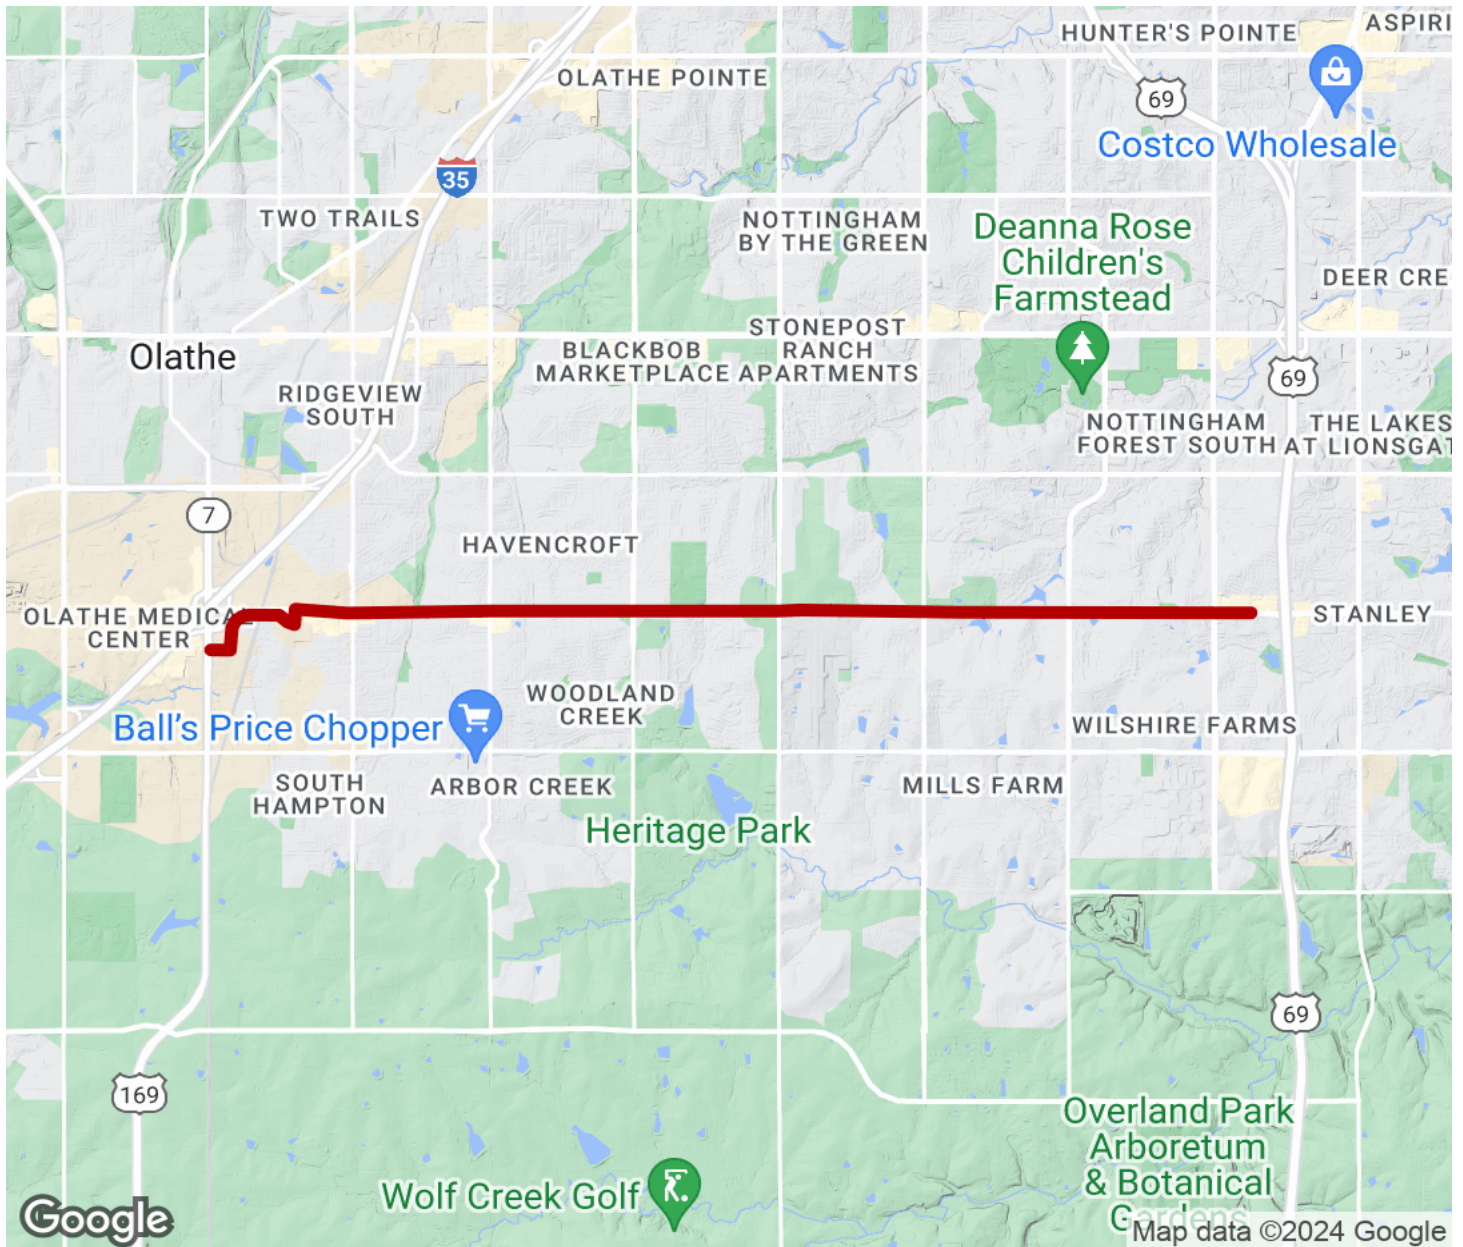 HUNTER'S POINTE
ASPIRI
OLATHE POINTE
69
Costco Wholesale
35
TWO TRAILS
NOTTINGHAM
BY THE GREEN
Deanna Rose
Children's
Farmstead
DEER CRE
STONEPOST
RANCH
APARTMENTS
BLACKBOB
MARKETPLACE
Olathe
RIDGEVIEW
SOUTH
69
NOTTINGHAM
FOREST SOUTH
THE LAKES
AT LIONSGAT
7
HAVENCROFT
OLATHE MEDICAL
CENTER
STANLEY
WOODLAND
CREEK
Ball's Price Chopper
WILSHIRE FARMS
SOUTH
HAMPTON
ARBOR CREEK
MILLS FARM
Heritage Park
69
169
Overland Park
Arboretum
& Botanical
Gardens
Wolf Creek Golf
Google
Map data ©2024 Google